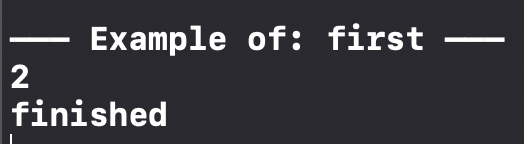 ——— Example of: first ———
2
finished